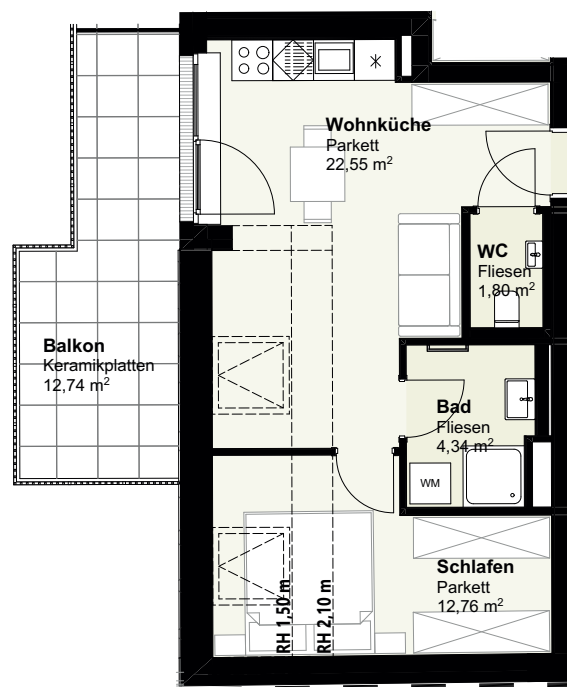 Wohnküche
Parkett
22,55 m²
WC
Fliesen
1,80 m²
Balkon
Keramikplatten
12,74 m²
Bad
Fliesen
4,34 m²
WM
Schlafen
Parkett
12,76 m²
RH 1,50 m
RH 2,10 m